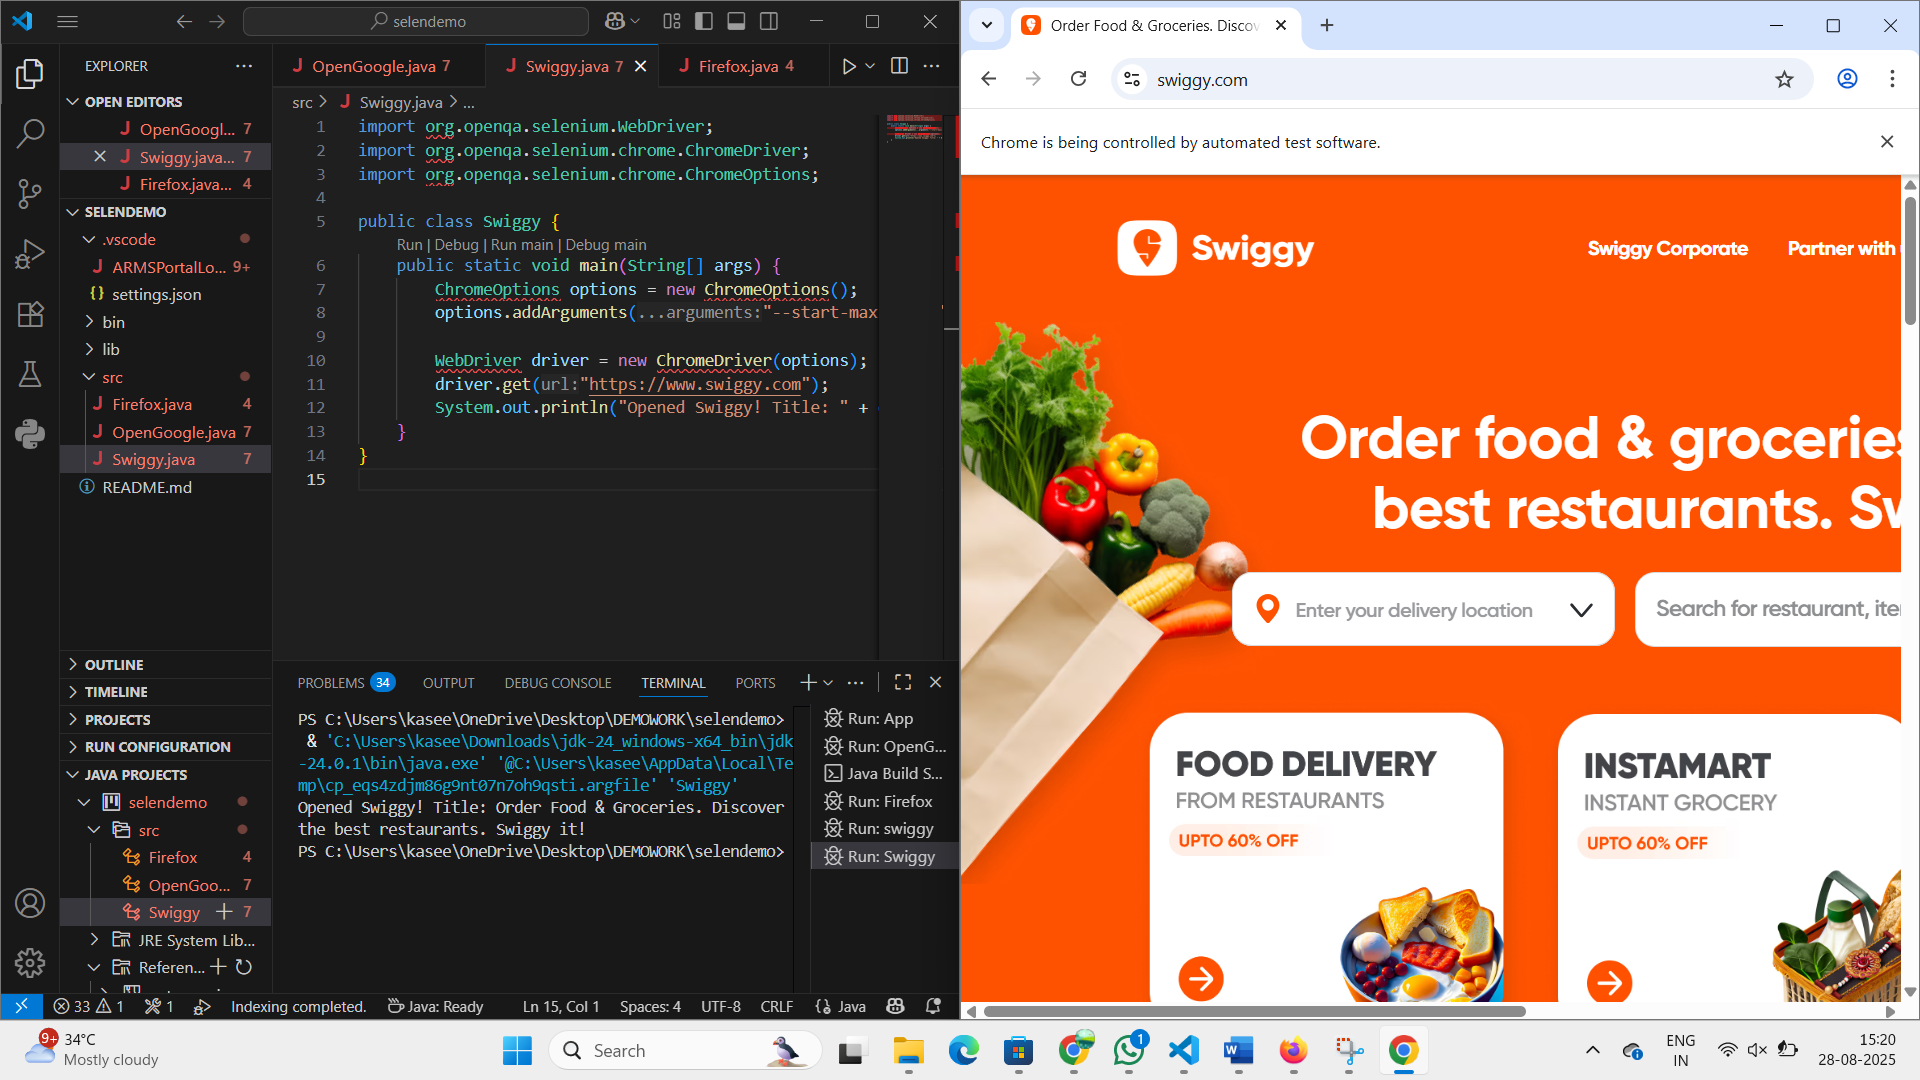 selendemo
EXPLORER
OPEN EDITORS
OpenGoogl... 7
Swiggy.java... 7
Firefox.java... 4
SELENDEMO
.vscode
ARMSPortalLo... 9+
settings.json
bin
lib
src
Firefox.java 4
OpenGoogle.java 7
Swiggy.java 7
README.md
OUTLINE
TIMELINE
PROJECTS
RUN CONFIGURATION
JAVA PROJECTS
selendemo
src
Firefox 4
OpenGoo... 7
Swiggy 7
JRE System Lib...
Referen...
OpenGoogle.java 7
Swiggy.java 7
Firefox.java 4
src > Swiggy.java > ...
1 import org.openqa.selenium.WebDriver;
2 import org.openqa.selenium.chrome.ChromeDriver;
3 import org.openqa.selenium.chrome.ChromeOptions;
4
5 public class Swiggy {
Run | Debug | Run main | Debug main
6 public static void main(String[] args) {
7 ChromeOptions options = new ChromeOptions();
8 options.addArguments(...arguments:"--start-max
9
10 WebDriver driver = new ChromeDriver(options);
11 driver.get(url:"https://www.swiggy.com");
12 System.out.println("Opened Swiggy! Title: " +
13 }
14 }
15
PROBLEMS 34
OUTPUT
DEBUG CONSOLE
TERMINAL
PORTS
PS C:\Users\kasee\OneDrive\Desktop\DEMOWORK\selendemo>
& 'C:\Users\kasee\Downloads\jdk-24_windows-x64_bin\jdk
-24.0.1\bin\java.exe' '@C:\Users\kasee\AppData\Local\Te
mp\cp_eqs4zdjm86g9nt07n7oh9qsti.argfile' 'Swiggy'
Opened Swiggy! Title: Order Food & Groceries. Discover
the best restaurants. Swiggy it!
PS C:\Users\kasee\OneDrive\Desktop\DEMOWORK\selendemo>
Run: App
Run: OpenG...
Java Build S...
Run: Firefox
Run: swiggy
Run: Swiggy
33 1 1 Indexing completed. Java: Ready Ln 15, Col 1 Spaces: 4 UTF-8 CRLF {} Java
Order Food & Groceries. Discov
swiggy.com
Chrome is being controlled by automated test software.
Swiggy
Swiggy Corporate
Partner with
Order food & groceries
best restaurants. Sw
Enter your delivery location
Search for restaurant, ite
FOOD DELIVERY
FROM RESTAURANTS
UPTO 60% OFF
INSTAMART
INSTANT GROCERY
UPTO 60% OFF
9+
34°C
Mostly cloudy
Search
1
ENG
IN
15:20
28-08-2025